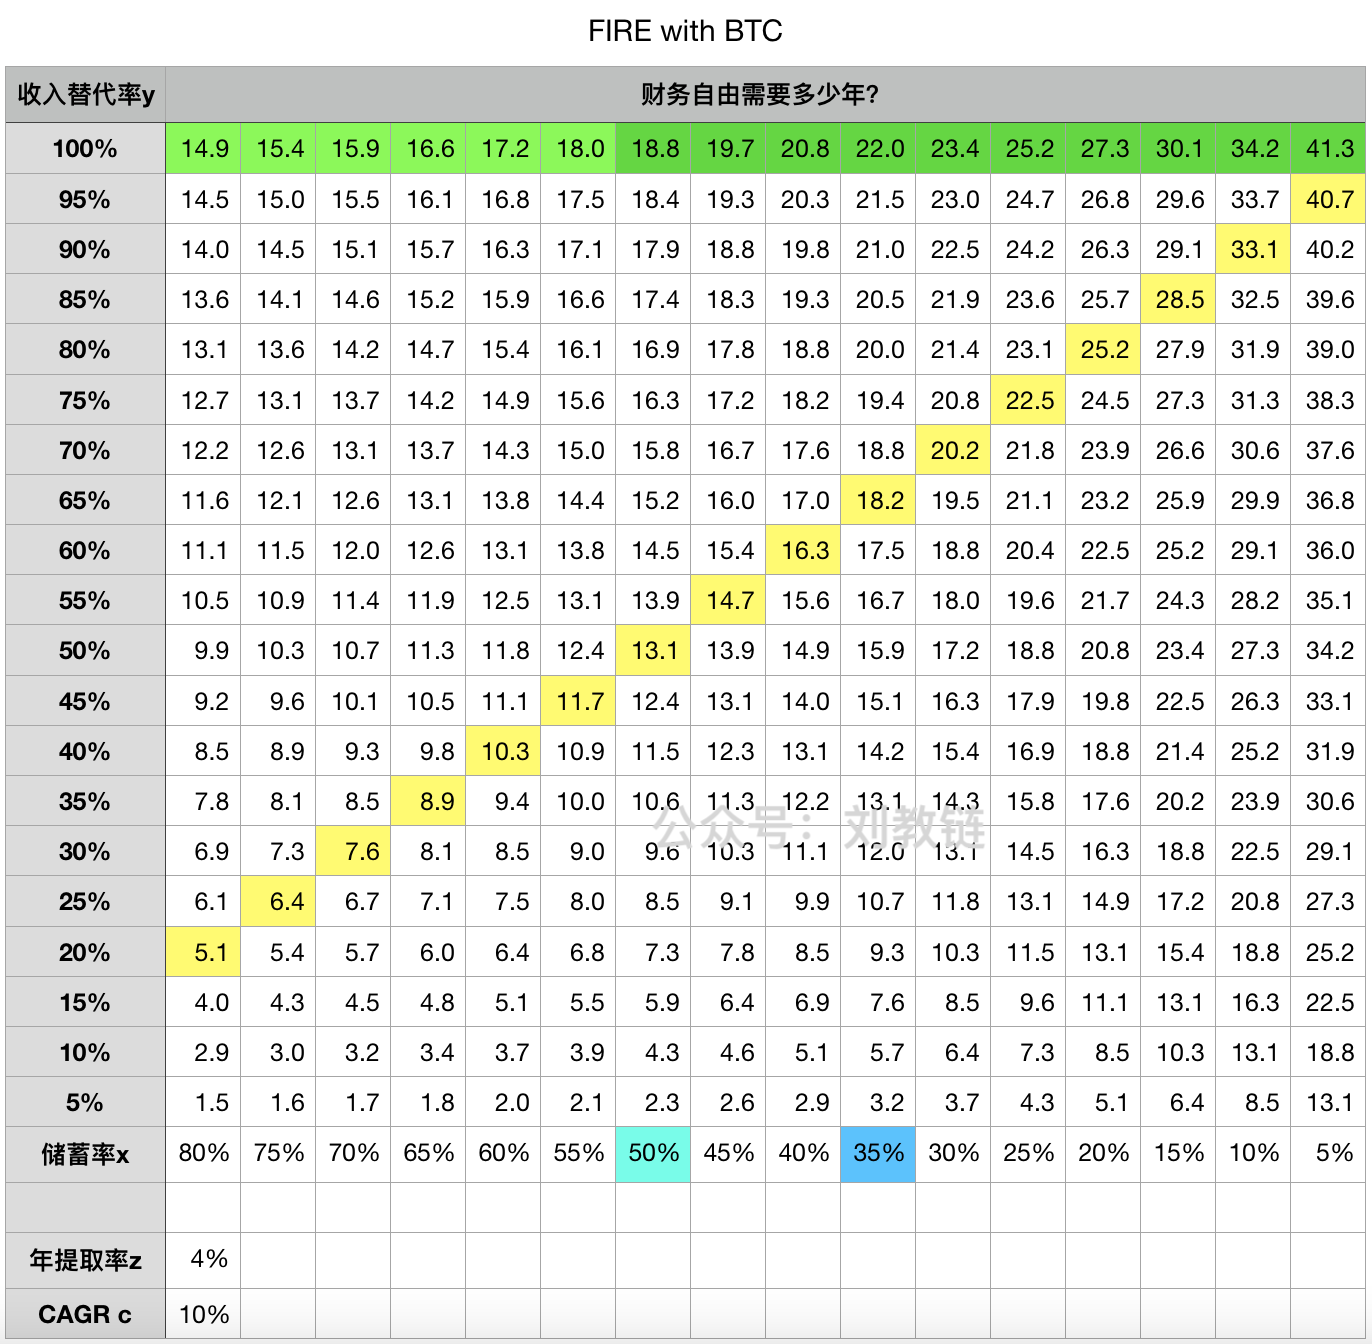 FIRE with BTC
收入替代率y 财务自由需要多少年?
100% 14.9 15.4 15.9 16.6 17.2 18.0 18.8 19.7 20.8 22.0 23.4 25.2 27.3 30.1 34.2 41.3
95% 14.5 15.0 15.5 16.1 16.8 17.5 18.4 19.3 20.3 21.5 23.0 24.7 26.8 29.6 33.7 40.7
90% 14.0 14.5 15.1 15.7 16.3 17.1 17.9 18.8 19.8 21.0 22.5 24.2 26.3 29.1 33.1 40.2
85% 13.6 14.1 14.6 15.2 15.9 16.6 17.4 18.3 19.3 20.5 21.9 23.6 25.7 28.5 32.5 39.6
80% 13.1 13.6 14.2 14.7 15.4 16.1 16.9 17.8 18.8 20.0 21.4 23.1 25.2 27.9 31.9 39.0
75% 12.7 13.1 13.7 14.2 14.9 15.6 16.3 17.2 18.2 19.4 20.8 22.5 24.5 27.3 31.3 38.3
70% 12.2 12.6 13.1 13.7 14.3 15.0 15.8 16.7 17.6 18.8 20.2 21.8 23.9 26.6 30.6 37.6
65% 11.6 12.1 12.6 13.1 13.8 14.4 15.2 16.0 17.0 18.2 19.5 21.1 23.2 25.9 29.9 36.8
60% 11.1 11.5 12.0 12.6 13.1 13.8 14.5 15.4 16.3 17.5 18.8 20.4 22.5 25.2 29.1 36.0
55% 10.5 10.9 11.4 11.9 12.5 13.1 13.9 14.7 15.6 16.7 18.0 19.6 21.7 24.3 28.2 35.1
50% 9.9 10.3 10.7 11.3 11.8 12.4 13.1 13.9 14.9 15.9 17.2 18.8 20.8 23.4 27.3 34.2
45% 9.2 9.6 10.1 10.5 11.1 11.7 12.4 13.1 14.0 15.1 16.3 17.9 19.8 22.5 26.3 33.1
40% 8.5 8.9 9.3 9.8 10.3 10.9 11.5 12.3 13.1 14.2 15.4 16.9 18.8 21.4 25.2 31.9
35% 7.8 8.1 8.5 8.9 9.4 10.0 10.6 11.3 12.2 13.1 14.3 15.8 17.6 20.2 23.9 30.6
公众号：刘教链
30% 6.9 7.3 7.6 8.1 8.5 9.0 9.6 10.3 11.1 12.0 13.1 14.5 16.3 18.8 22.5 29.1
25% 6.1 6.4 6.7 7.1 7.5 8.0 8.5 9.1 9.9 10.7 11.8 13.1 14.9 17.2 20.8 27.3
20% 5.1 5.4 5.7 6.0 6.4 6.8 7.3 7.8 8.5 9.3 10.3 11.5 13.1 15.4 18.8 25.2
15% 4.0 4.3 4.5 4.8 5.1 5.5 5.9 6.4 6.9 7.6 8.5 9.6 11.1 13.1 16.3 22.5
10% 2.9 3.0 3.2 3.4 3.7 3.9 4.3 4.6 5.1 5.7 6.4 7.3 8.5 10.3 13.1 18.8
5% 1.5 1.6 1.7 1.8 2.0 2.1 2.3 2.6 2.9 3.2 3.7 4.3 5.1 6.4 8.5 13.1
储蓄率x 80% 75% 70% 65% 60% 55% 50% 45% 40% 35% 30% 25% 20% 15% 10% 5%
年提取率z 4%
CAGR c 10%